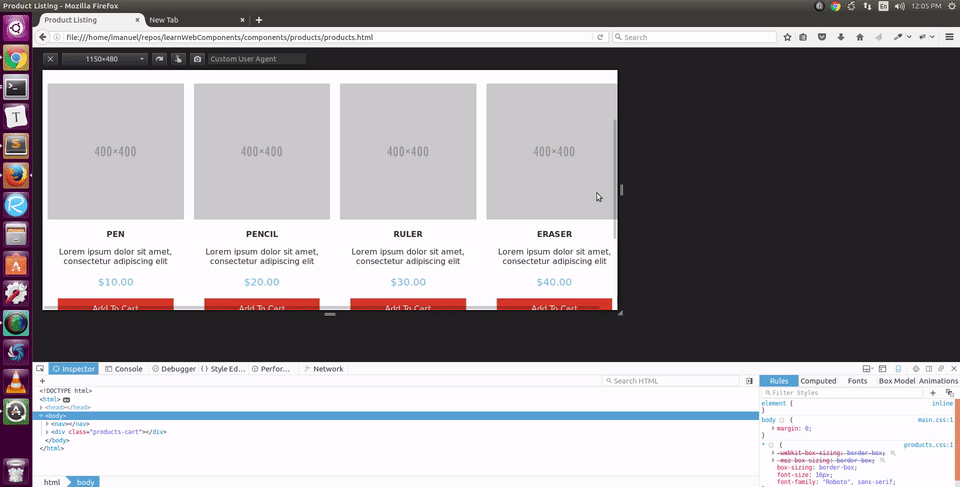 Product Listing - Mozilla Firefox
En
12:05 PM
Product Listing
New Tab
file:///home/imanuel/repos/learnWebComponents/components/products/products.html
Search
1150×480
Custom User Agent
400×400 400×400 400×400 400×400
PEN PENCIL RULER ERASER
Lorem ipsum dolor sit amet, Lorem ipsum dolor sit amet, Lorem ipsum dolor sit amet, Lorem ipsum dolor sit amet,
consectetur adipiscing elit consectetur adipiscing elit consectetur adipiscing elit consectetur adipiscing elit
$10.00 $20.00 $30.00 $40.00
Add To Cart Add To Cart Add To Cart Add To Cart
Inspector Console Debugger Style Ed... Perfor... Network
Search HTML
<!DOCTYPE html>
<html>
<head></head>
<body>
<nav></nav>
<div class="products-cart"></div>
</body>
</html>
html body
Rules Computed Fonts Box Model Animations
Filter Styles
element { inline
}
body { main.css:1
margin: 0;
}
* { products.css:1
-webkit-box-sizing: border-box;
-moz-box-sizing: border-box;
box-sizing: border-box;
font-size: 16px;
font-family: "Roboto", sans-serif;